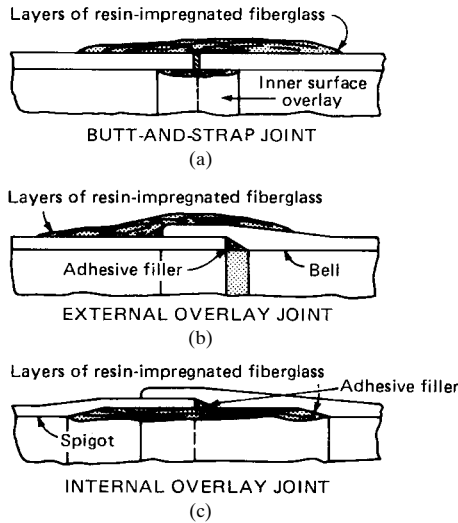 Layers of resin-impregnated fiberglass
Inner surface
overlay
BUTT-AND-STRAP JOINT
(a)
Layers of resin-impregnated fiberglass
Adhesive filler
Bell
EXTERNAL OVERLAY JOINT
(b)
Layers of resin-impregnated fiberglass
Adhesive filler
Spigot
INTERNAL OVERLAY JOINT
(c)